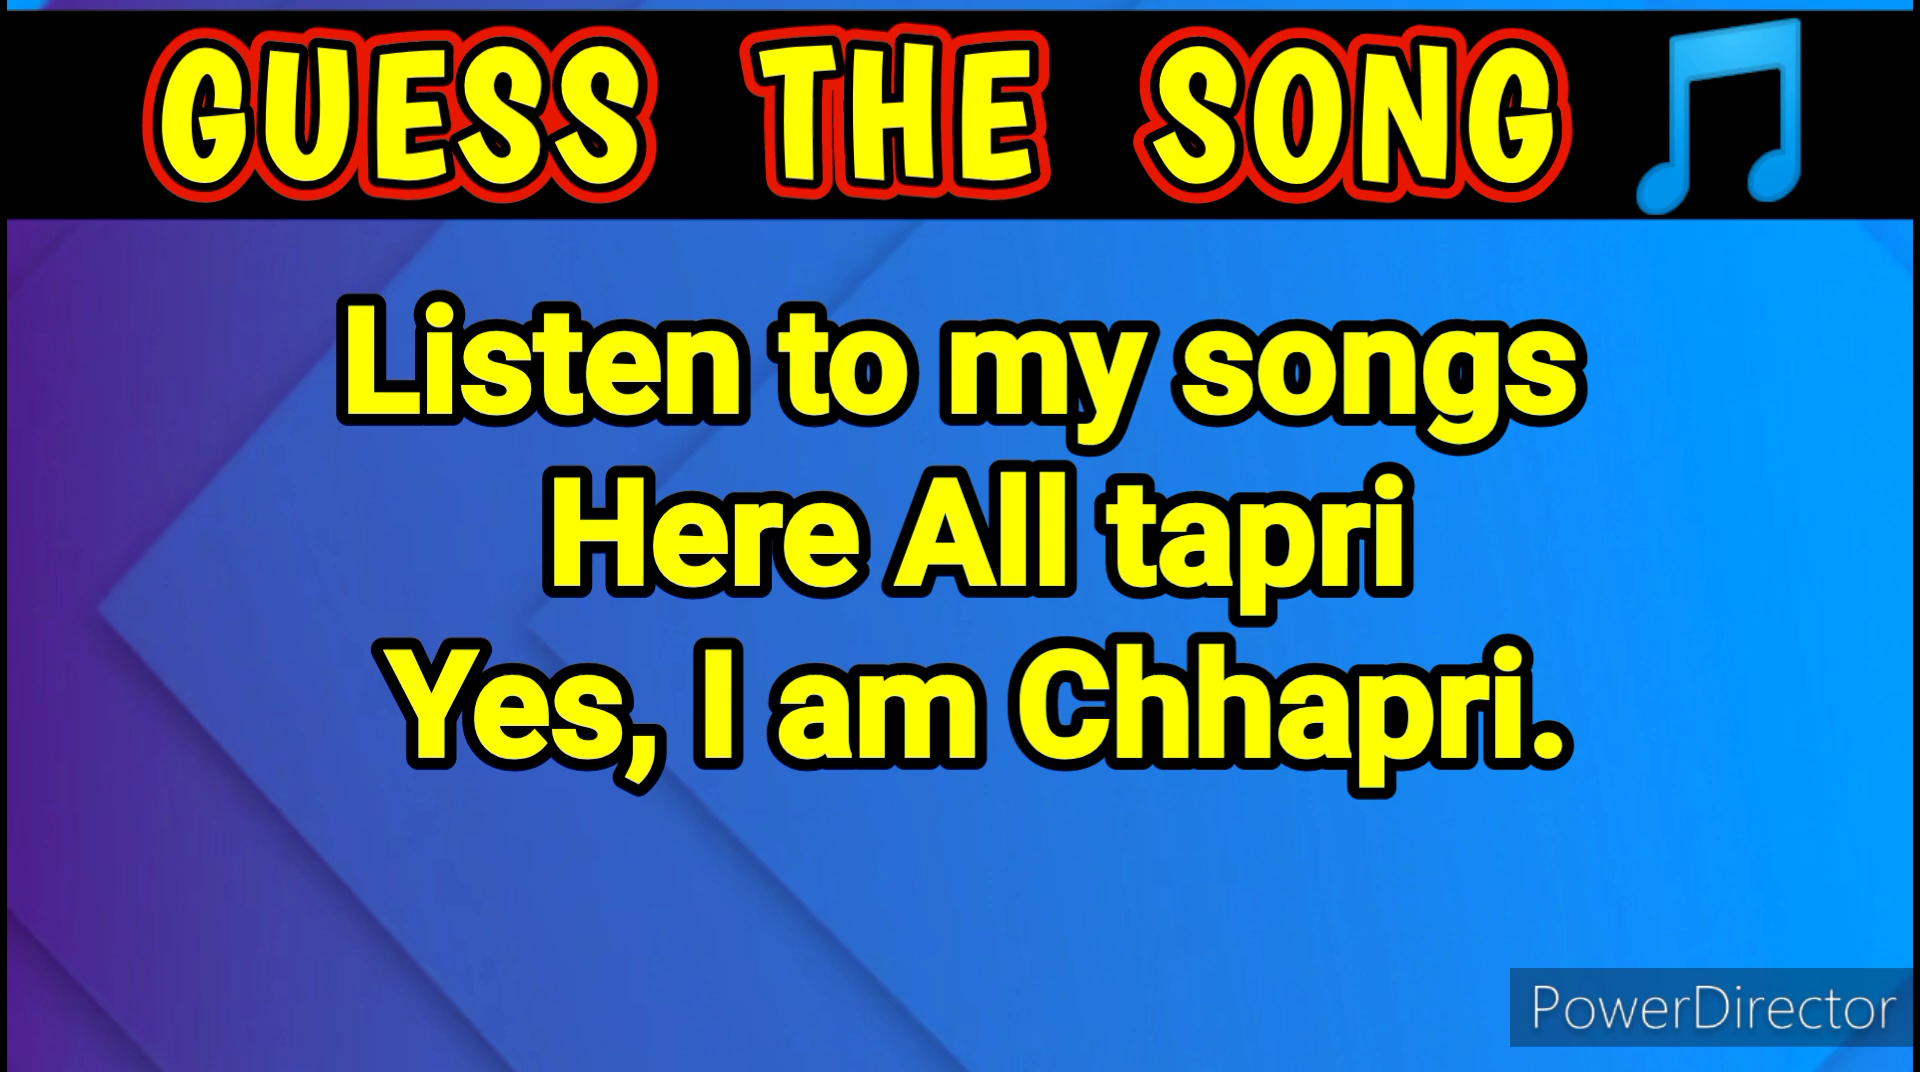 GUESS THE SONG
Listen to my songs
Here All tapri
Yes, I am Chhapri.
PowerDirector